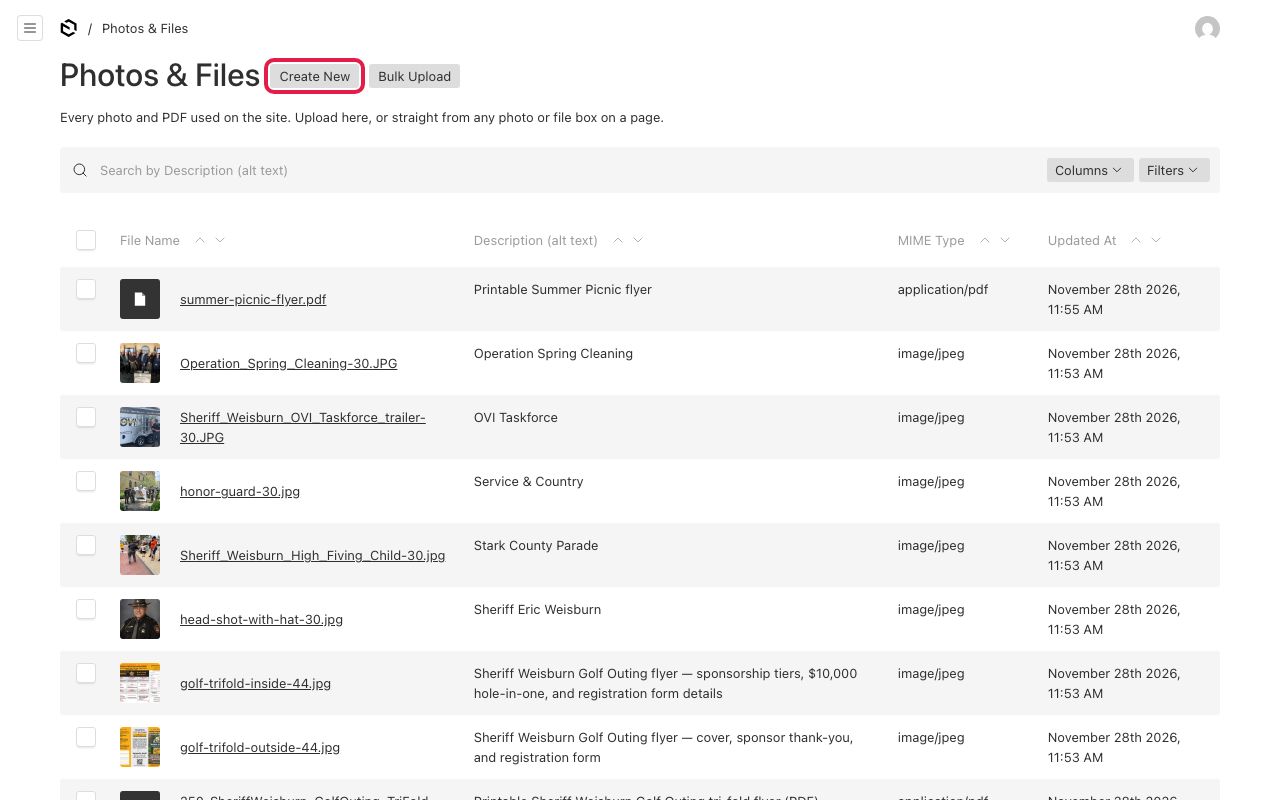 / Photos & Files
Photos & Files Create New Bulk Upload
Every photo and PDF used on the site. Upload here, or straight from any photo or file box on a page.
Search by Description (alt text) Columns Filters
File Name Description (alt text) MIME Type Updated At
summer-picnic-flyer.pdf Printable Summer Picnic flyer application/pdf November 28th 2026,
11:55 AM
Operation_Spring_Cleaning-30.JPG Operation Spring Cleaning image/jpeg November 28th 2026,
11:53 AM
Sheriff_Weisburn_OVI_Taskforce_trailer- OVI Taskforce image/jpeg November 28th 2026,
30.JPG 11:53 AM
honor-guard-30.jpg Service & Country image/jpeg November 28th 2026,
11:53 AM
Sheriff_Weisburn_High_Fiving_Child-30.jpg Stark County Parade image/jpeg November 28th 2026,
11:53 AM
head-shot-with-hat-30.jpg Sheriff Eric Weisburn image/jpeg November 28th 2026,
11:53 AM
golf-trifold-inside-44.jpg Sheriff Weisburn Golf Outing flyer — sponsorship tiers, $10,000 image/jpeg November 28th 2026,
hole-in-one, and registration form details 11:53 AM
golf-trifold-outside-44.jpg Sheriff Weisburn Golf Outing flyer — cover, sponsor thank-you, image/jpeg November 28th 2026,
and registration form 11:53 AM